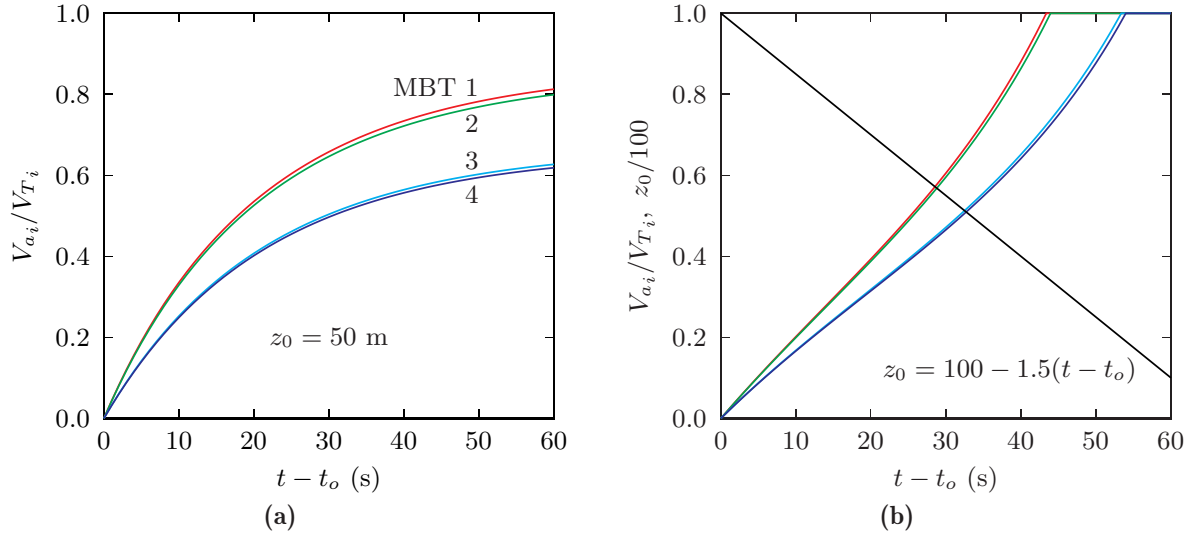 1.0
0.8
0.6
0.4
0.2
0.0
V_{a_i}/V_{T_i}
MBT 1
2
3
4
z_0 = 50 m
0 10 20 30 40 50 60
t − t_o (s)
(a)
1.0
0.8
0.6
0.4
0.2
0.0
V_{a_i}/V_{T_i}, z_0/100
z_0 = 100 − 1.5(t − t_o)
0 10 20 30 40 50 60
t − t_o (s)
(b)